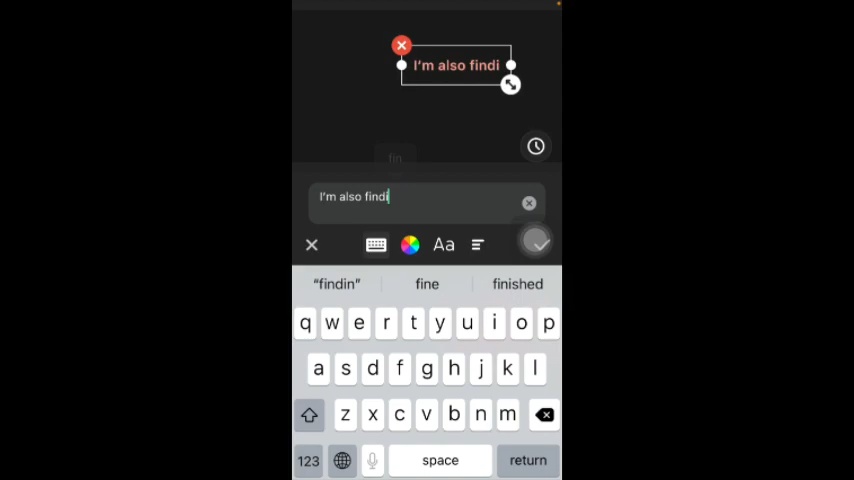 I'm also findi
fin
I'm also findi
Aa
"findin" fine finished
q w e r t y u i o p
a s d f g h j k l
z x c v b n m
123 space return